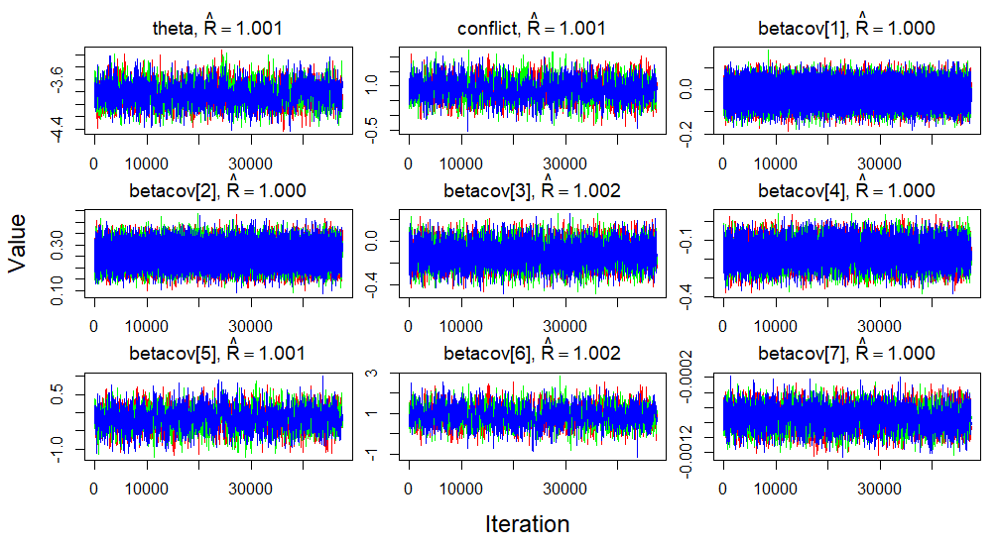 theta, R̂ = 1.001
conflict, R̂ = 1.001
betacov[1], R̂ = 1.000
-4.4 -3.6
-0.5 1.0
-0.2 0.0
0 10000 30000
0 10000 30000
0 10000 30000
betacov[2], R̂ = 1.000
betacov[3], R̂ = 1.002
betacov[4], R̂ = 1.000
0.10 0.30
-0.4 0.0
-0.4 -0.1
0 10000 30000
0 10000 30000
0 10000 30000
betacov[5], R̂ = 1.001
betacov[6], R̂ = 1.002
betacov[7], R̂ = 1.000
-1.0 0.5
-1 1 3
-0.0012 -0.0002
0 10000 30000
0 10000 30000
0 10000 30000
Value
Iteration